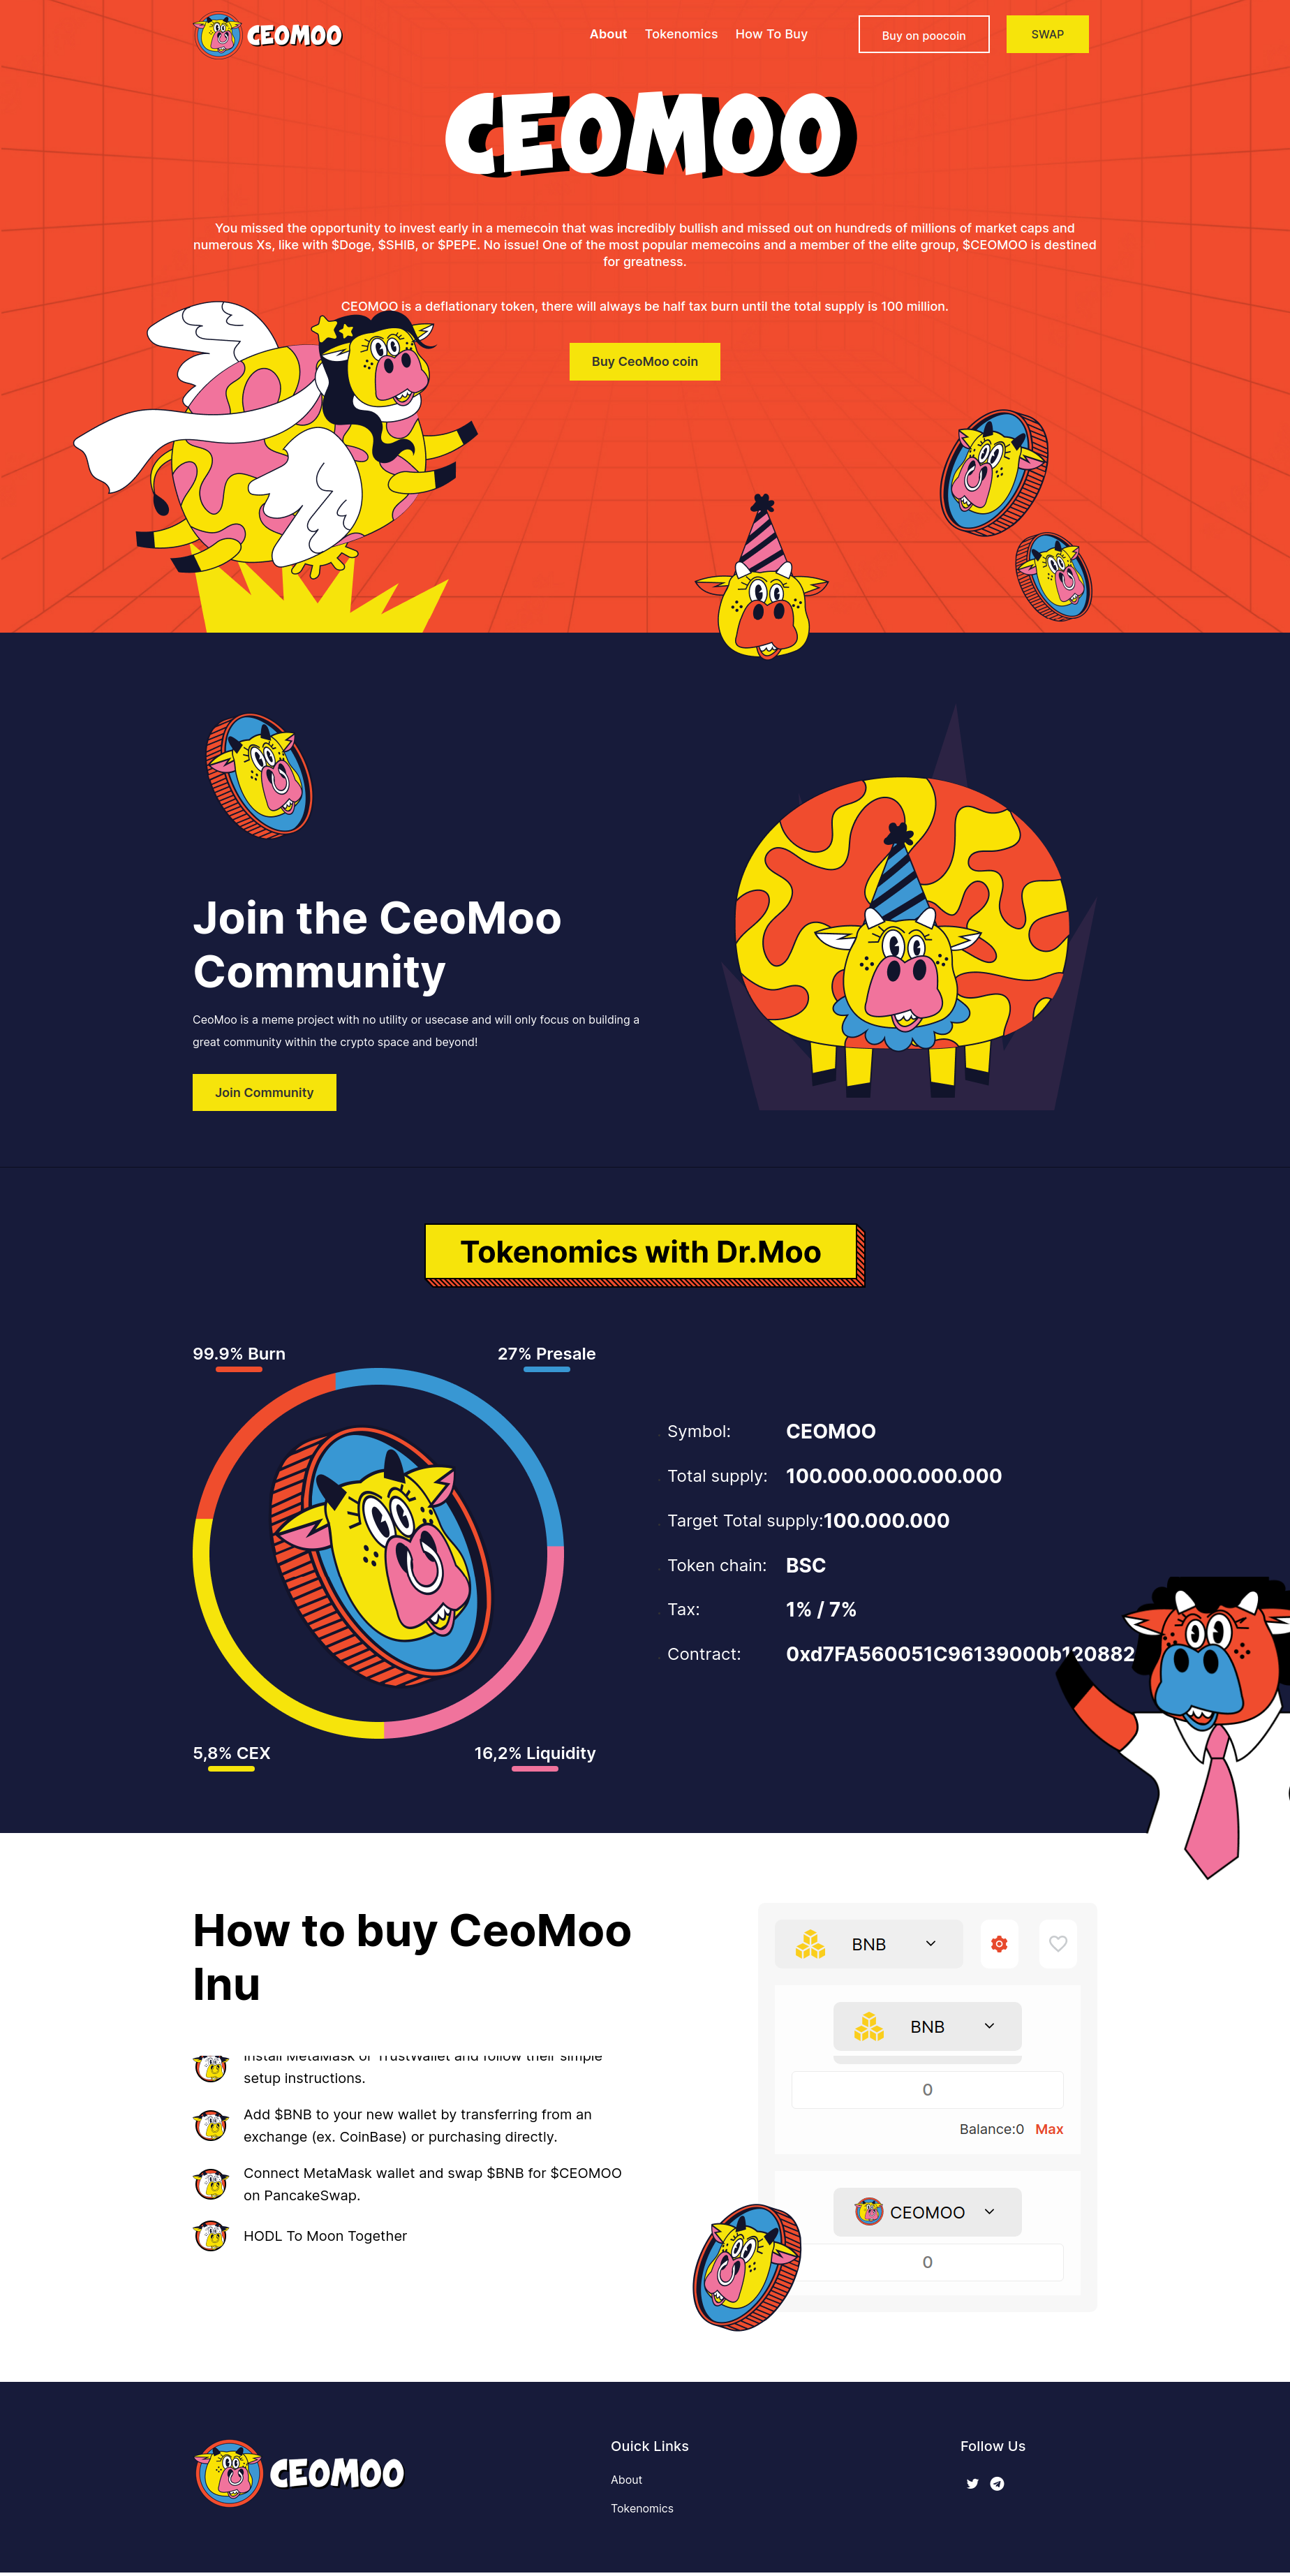 CEOMOO
About Tokenomics How To Buy Buy on poocoin SWAP
CEOMOO
You missed the opportunity to invest early in a memecoin that was incredibly bullish and missed out on hundreds of millions of market caps and
numerous Xs, like with $Doge, $SHIB, or $PEPE. No issue! One of the most popular memecoins and a member of the elite group, $CEOMOO is destined
for greatness.
CEOMOO is a deflationary token, there will always be half tax burn until the total supply is 100 million.
Buy CeoMoo coin
Join the CeoMoo
Community
CeoMoo is a meme project with no utility or usecase and will only focus on building a
great community within the crypto space and beyond!
Join Community
Tokenomics with Dr.Moo
99.9% Burn
27% Presale
5,8% CEX
16,2% Liquidity
Symbol: CEOMOO
Total supply: 100.000.000.000.000
Target Total supply:100.000.000
Token chain: BSC
Tax: 1% / 7%
Contract: 0xd7FA560051C96139000b120882
How to buy CeoMoo
Inu
Install MetaMask or TrustWallet and follow their simple
setup instructions.
Add $BNB to your new wallet by transferring from an
exchange (ex. CoinBase) or purchasing directly.
Connect MetaMask wallet and swap $BNB for $CEOMOO
on PancakeSwap.
HODL To Moon Together
BNB
BNB
0
Balance:0 Max
CEOMOO
0
CEOMOO
Quick Links
About
Tokenomics
Follow Us